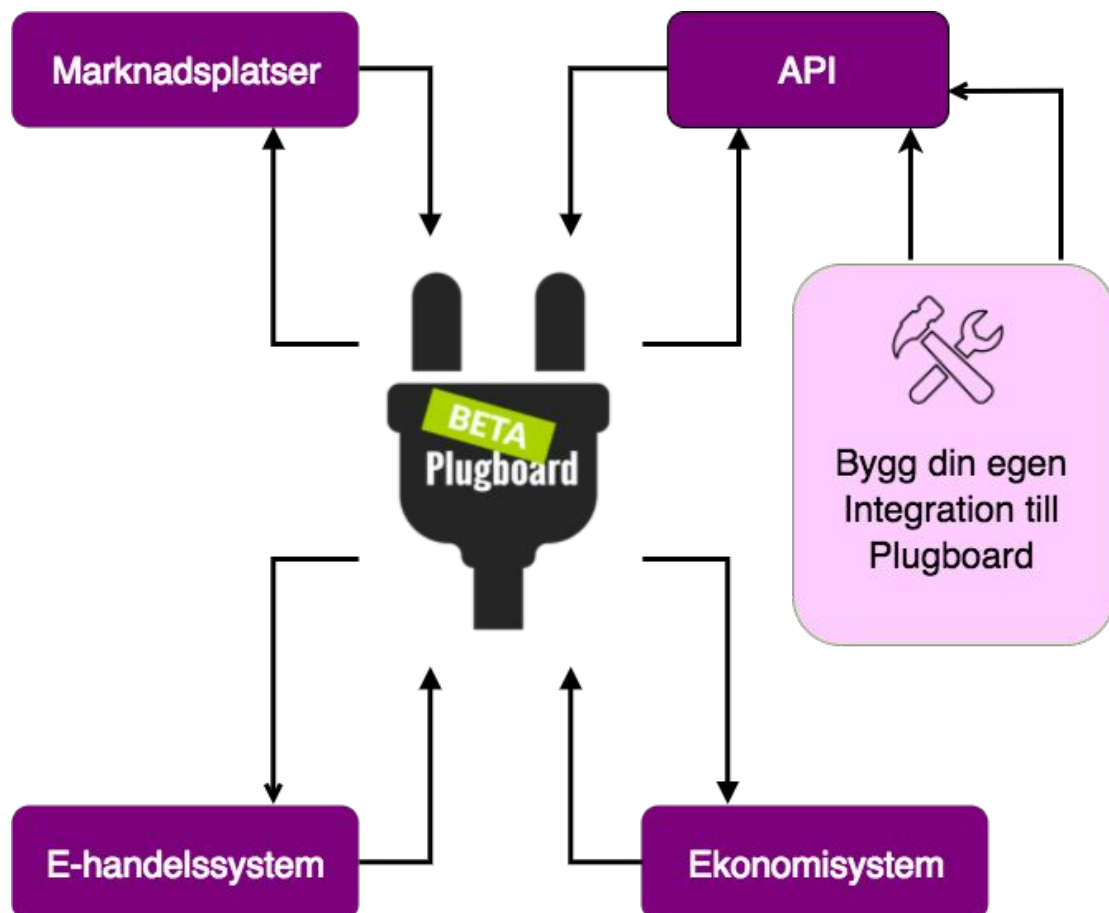 Marknadsplatser
API
BETA
Plugboard
Bygg din egen
Integration till
Plugboard
E-handelssystem
Ekonomisystem